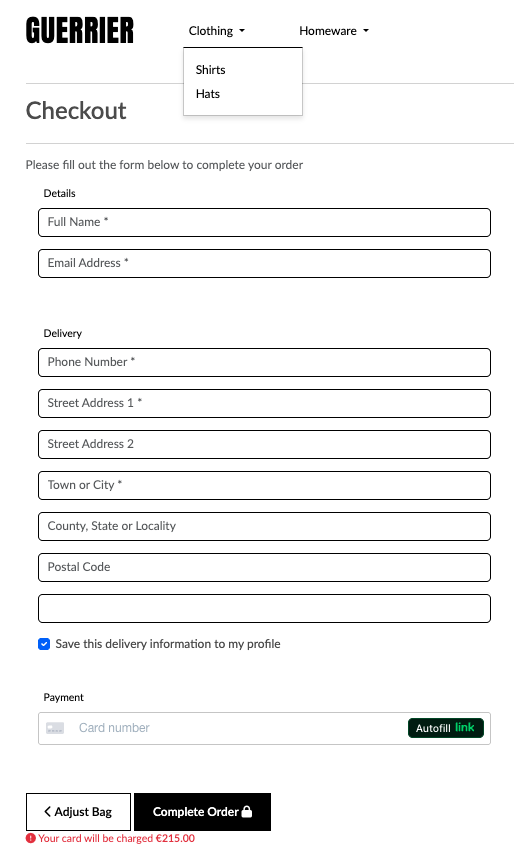 GUERRIER
Clothing
Homeware
Shirts
Hats
Checkout
Please fill out the form below to complete your order
Details
Full Name *
Email Address *
Delivery
Phone Number *
Street Address 1 *
Street Address 2
Town or City *
County, State or Locality
Postal Code
Save this delivery information to my profile
Payment
Card number
Autofill link
Adjust Bag
Complete Order
Your card will be charged €215.00